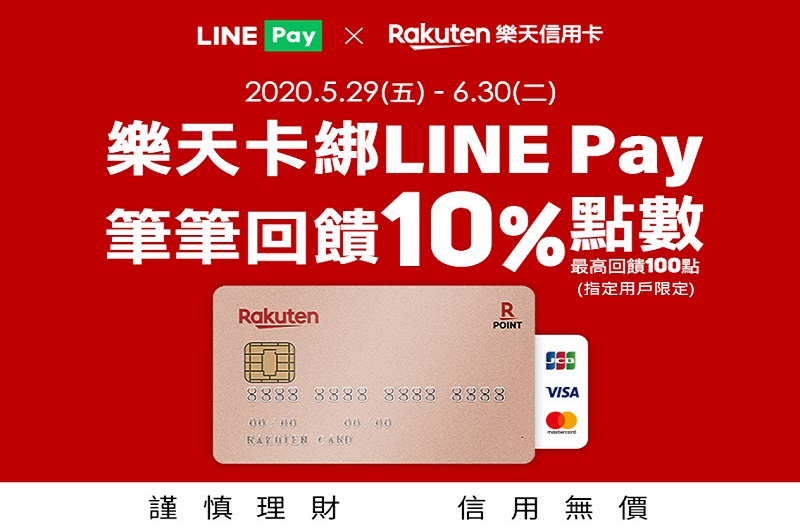 LINE Pay × Rakuten 樂天信用卡
2020.5.29(五) - 6.30(二)
樂天卡綁LINE Pay
筆筆回饋10%點數
最高回饋100點
(指定用戶限定)
Rakuten
R
POINT
8888 8888 8888 8888
00/00 00/00
RAKUTEN CARD
JCB
VISA
mastercard
謹慎理財 信用無價